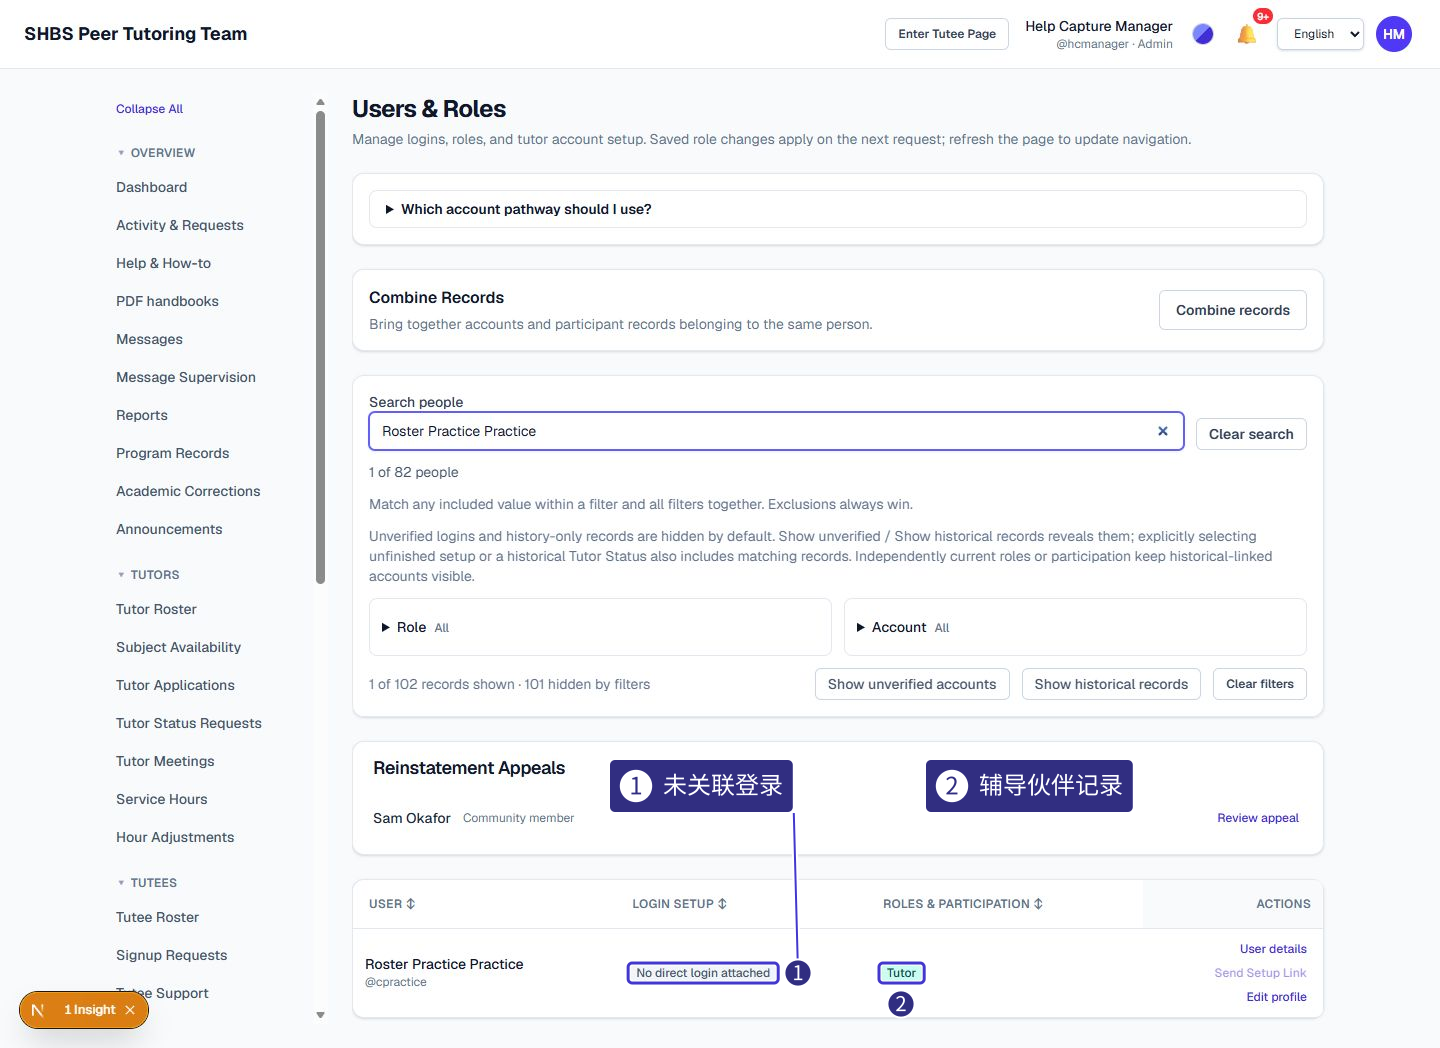 SHBS Peer Tutoring Team
Enter Tutee Page
Help Capture Manager
@hcmanager · Admin
9+
English
HM
Collapse All
OVERVIEW
Dashboard
Activity & Requests
Help & How-to
PDF handbooks
Messages
Message Supervision
Reports
Program Records
Academic Corrections
Announcements
TUTORS
Tutor Roster
Subject Availability
Tutor Applications
Tutor Status Requests
Tutor Meetings
Service Hours
Hour Adjustments
TUTEES
Tutee Roster
Signup Requests
Tutee Support
1 Insight
Users & Roles
Manage logins, roles, and tutor account setup. Saved role changes apply on the next request; refresh the page to update navigation.
Which account pathway should I use?
Combine Records
Bring together accounts and participant records belonging to the same person.
Combine records
Search people
Roster Practice Practice
Clear search
1 of 82 people
Match any included value within a filter and all filters together. Exclusions always win.
Unverified logins and history-only records are hidden by default. Show unverified / Show historical records reveals them; explicitly selecting
unfinished setup or a historical Tutor Status also includes matching records. Independently current roles or participation keep historical-linked
accounts visible.
Role All
Account All
1 of 102 records shown · 101 hidden by filters
Show unverified accounts
Show historical records
Clear filters
Reinstatement Appeals
1 未关联登录
2 辅导伙伴记录
Sam Okafor Community member
Review appeal
USER
LOGIN SETUP
ROLES & PARTICIPATION
ACTIONS
Roster Practice Practice
@cpractice
No direct login attached
1
Tutor
2
User details
Send Setup Link
Edit profile